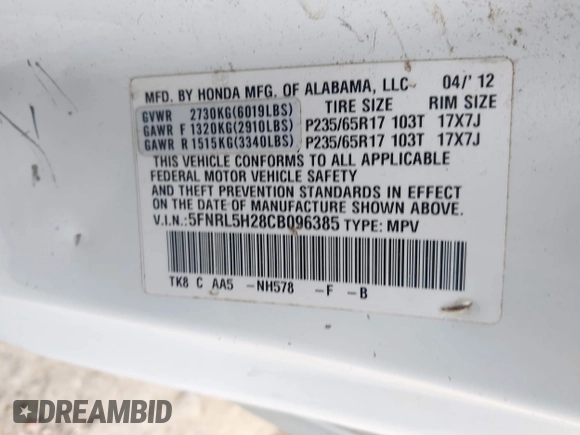 MFD. BY HONDA MFG. OF ALABAMA, LLC 04/'12
TIRE SIZE RIM SIZE
GVWR 2730KG(6019LBS)
GAWR F 1320KG(2910LBS) P235/65R17 103T 17X7J
GAWR R 1515KG(3340LBS) P235/65R17 103T 17X7J
THIS VEHICLE CONFORMS TO ALL APPLICABLE
FEDERAL MOTOR VEHICLE SAFETY
AND THEFT PREVENTION STANDARDS IN EFFECT
ON THE DATE OF MANUFACTURE SHOWN ABOVE.
V.I.N.:5FNRL5H28CB096385 TYPE: MPV
TK8 C AA5 -NH578 -F -B
DREAMBID